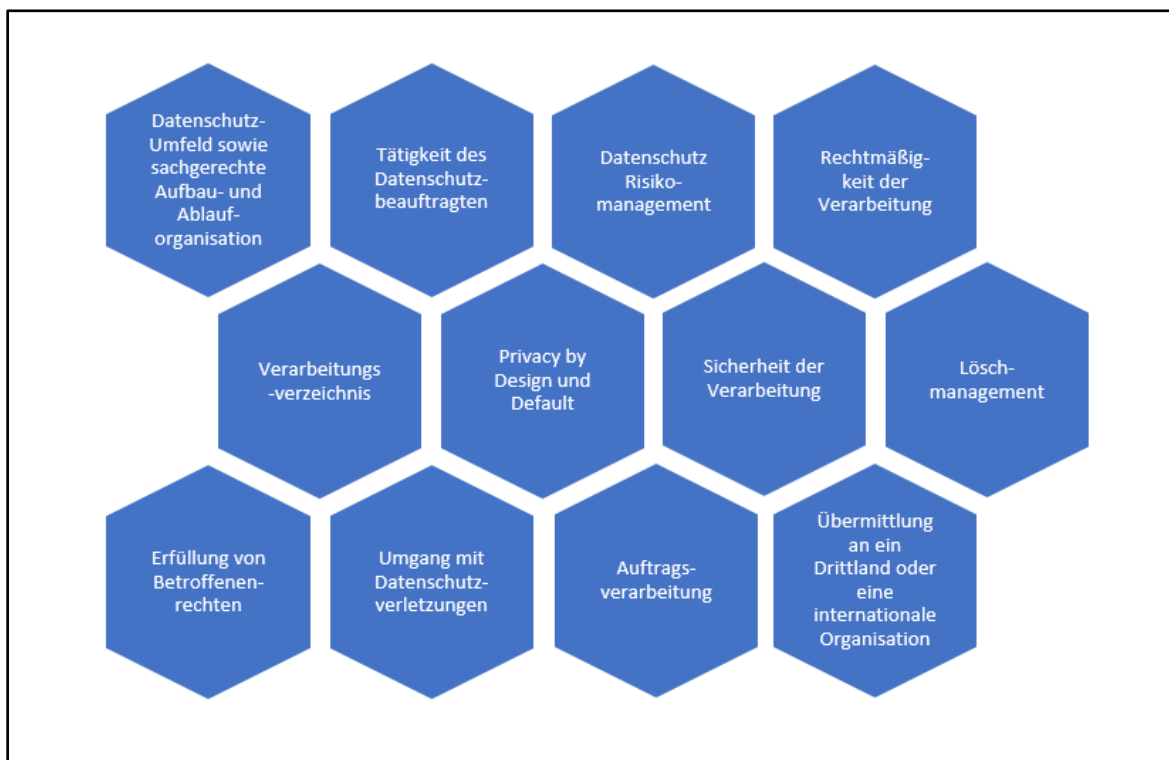 Datenschutz-
Umfeld sowie
sachgerechte
Aufbau- und
Ablauf-
organisation
Tätigkeit des
Datenschutz-
beauftragten
Datenschutz
Risiko-
management
Rechtmäßig-
keit der
Verarbeitung
Verarbeitungs
-verzeichnis
Privacy by
Design und
Default
Sicherheit der
Verarbeitung
Lösch-
management
Erfüllung von
Betroffenen-
rechten
Umgang mit
Datenschutz-
verletzungen
Auftrags-
verarbeitung
Übermittlung
an ein
Drittland oder
eine
internationale
Organisation